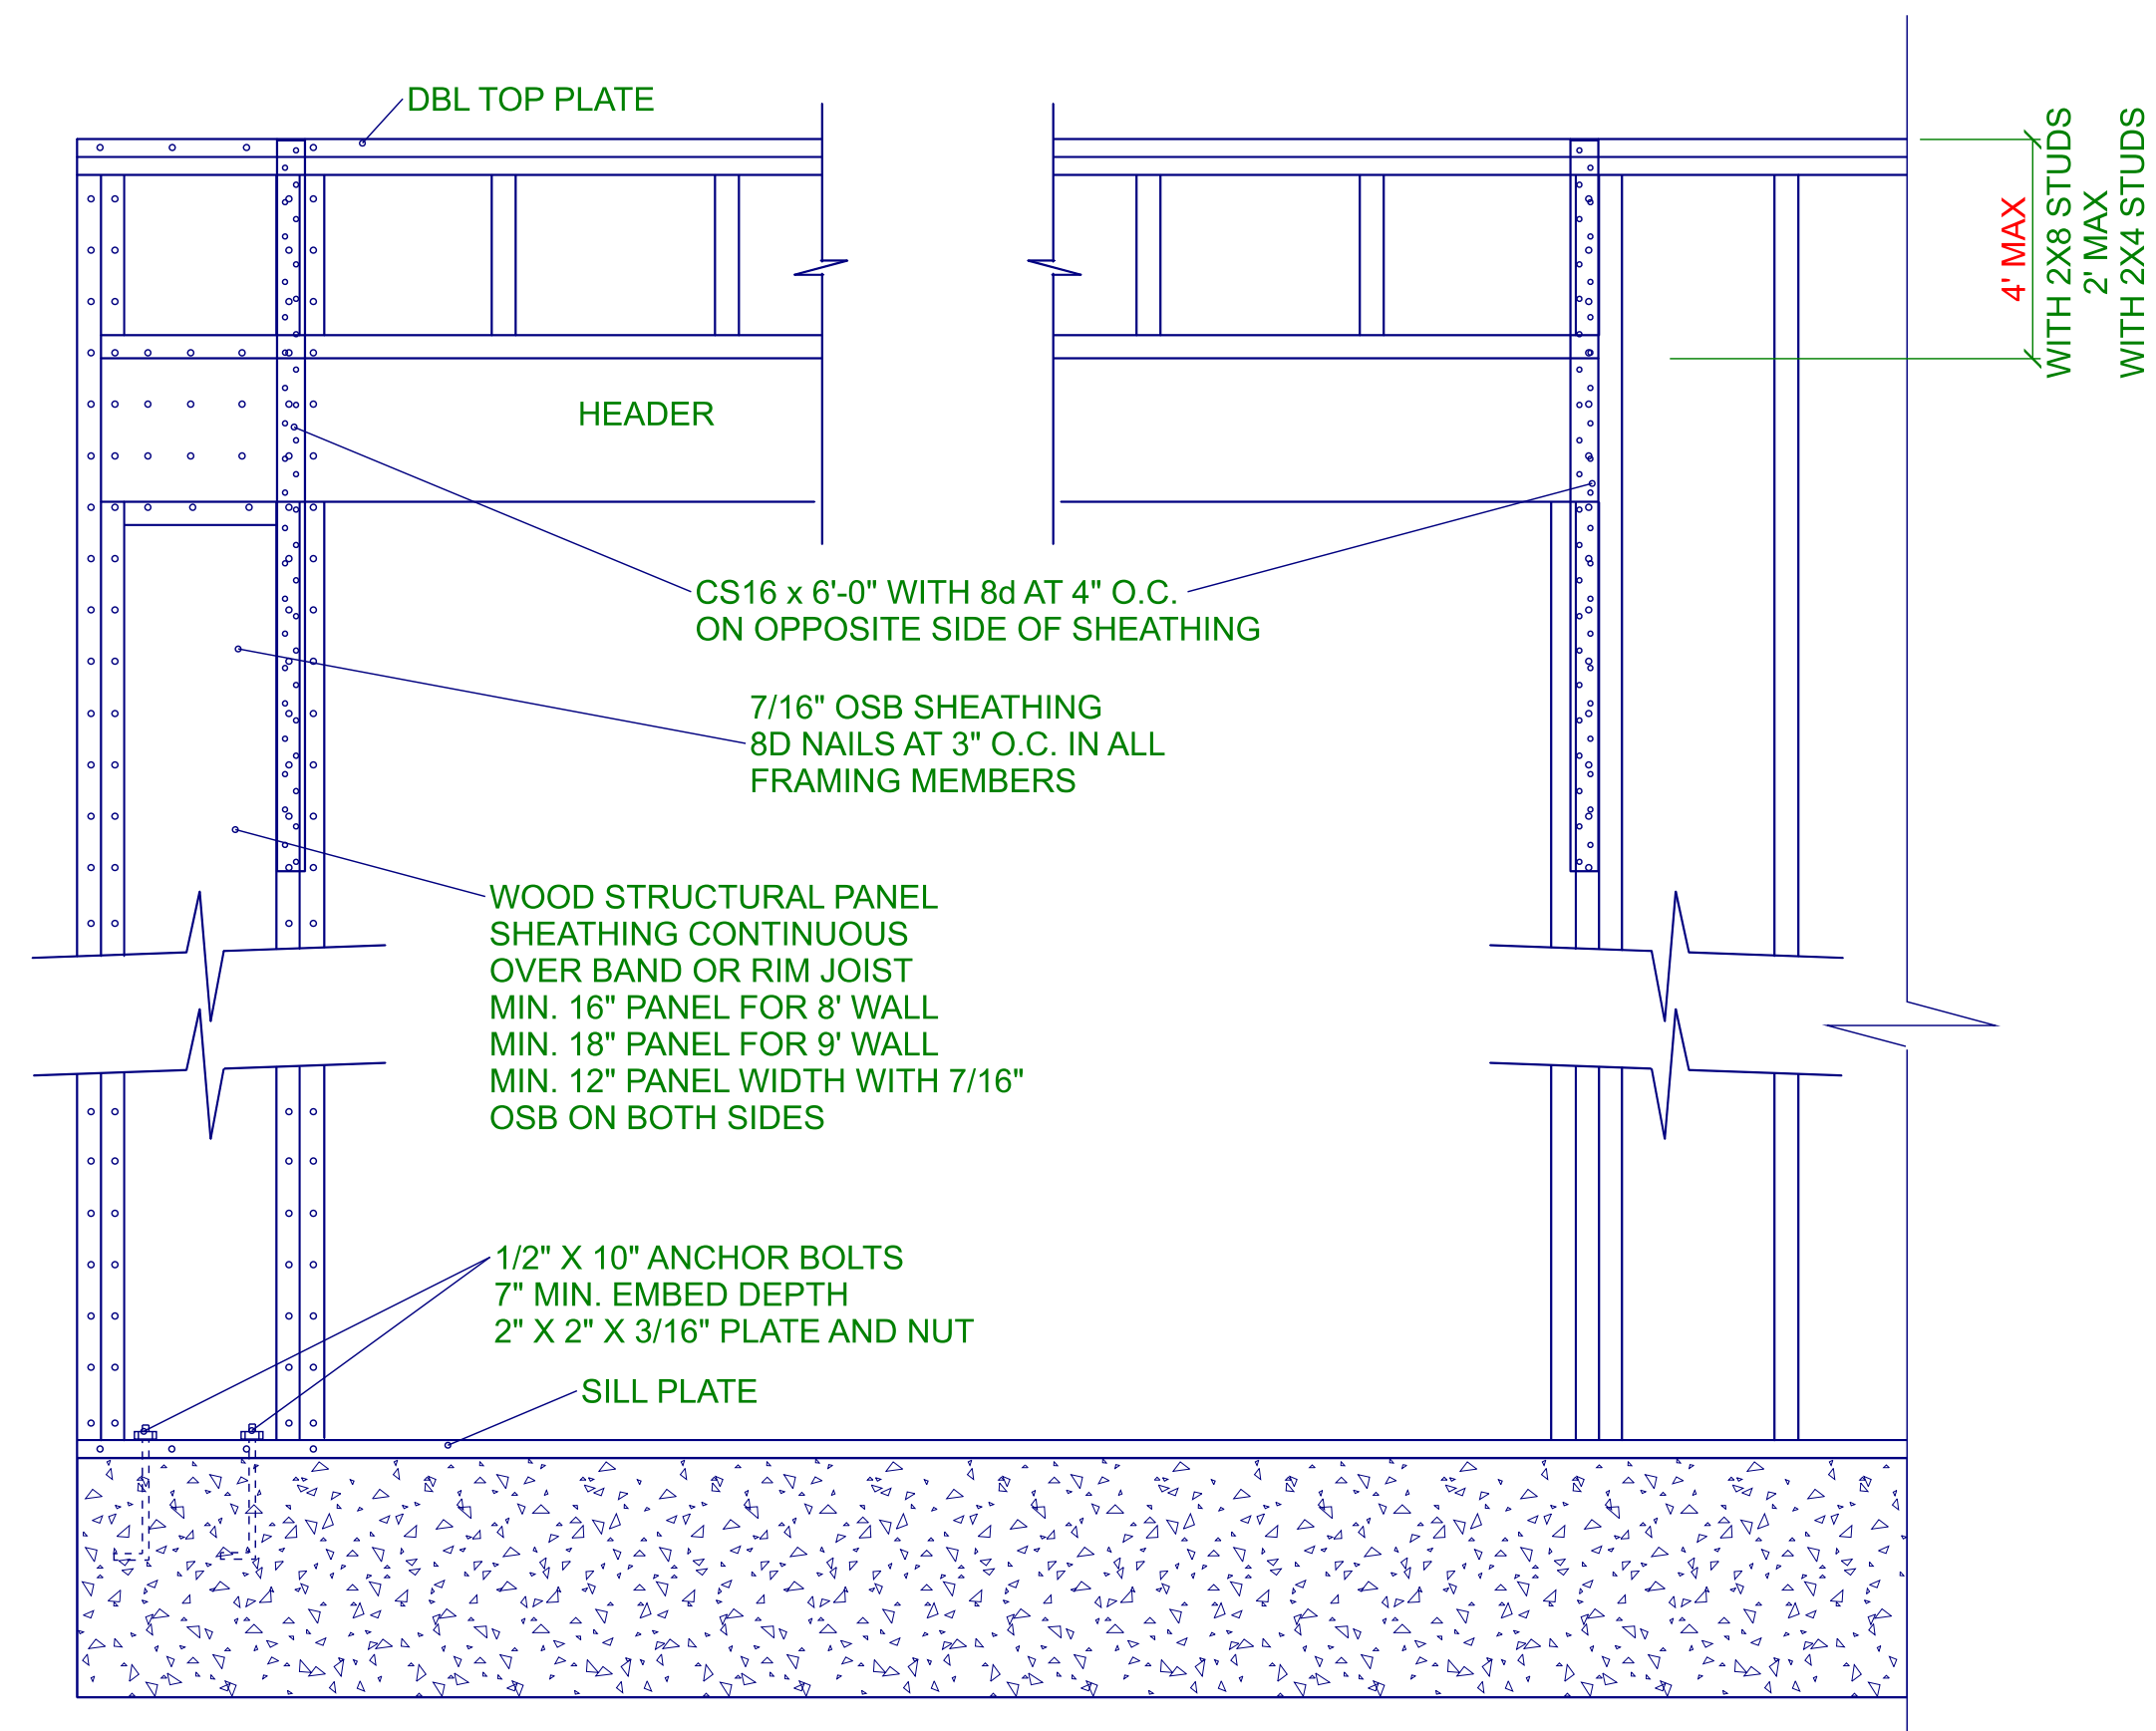 DBL TOP PLATE
4' MAX
WITH 2X8 STUDS
2' MAX
WITH 2X4 STUDS
HEADER
CS16 x 6'-0" WITH 8d AT 4" O.C.
ON OPPOSITE SIDE OF SHEATHING
7/16" OSB SHEATHING
8D NAILS AT 3" O.C. IN ALL
FRAMING MEMBERS
WOOD STRUCTURAL PANEL
SHEATHING CONTINUOUS
OVER BAND OR RIM JOIST
MIN. 16" PANEL FOR 8' WALL
MIN. 18" PANEL FOR 9' WALL
MIN. 12" PANEL WIDTH WITH 7/16"
OSB ON BOTH SIDES
1/2" X 10" ANCHOR BOLTS
7" MIN. EMBED DEPTH
2" X 2" X 3/16" PLATE AND NUT
SILL PLATE